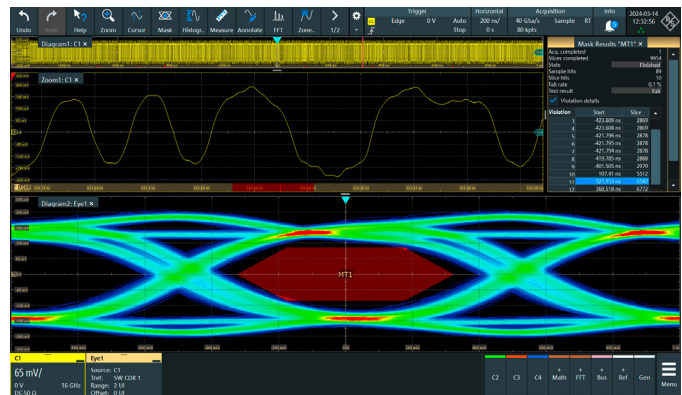 Undo
Redo
Help
Zoom
Cursor
Mask
Histogr..
Measure
Annotate
FFT
Zone..
1/2
Trigger
Edge 0 V Auto
Stop
Horizontal
200 ns/
0 s
Acquisition
40 GSa/s Sample RT
80 kpts
Info
2024-03-14
12:32:56
Diagram1: C1 ×
Zoom1: C1 ×
Mask Results "MT1" ×
Acq. completed 1
Slices completed 9954
State Finished
Sample hits 89
Slice hits 10
Fail rate 0.1 %
Test result Fail
Violation details
Violation Start Slice
3 -423.609 ns 2869
4 -423.608 ns 2869
5 -421.796 ns 2878
6 -421.795 ns 2878
7 -421.794 ns 2878
8 -419.785 ns 2888
9 -401.505 ns 2979
10 107.41 ns 5512
11 321.953 ns 6580
12 360.518 ns 6772
Diagram2: Eye1 ×
MT1
C1
65 mV/
0 V 16 GHz
DC-50 Ω
Eye1
Source: C1
Tref: SW CDR 1
Range: 2 UI
Offset: 0 UI
C2
C3
C4
+ Math
+ FFT
+ Bus
+ Ref
Gen
Menu